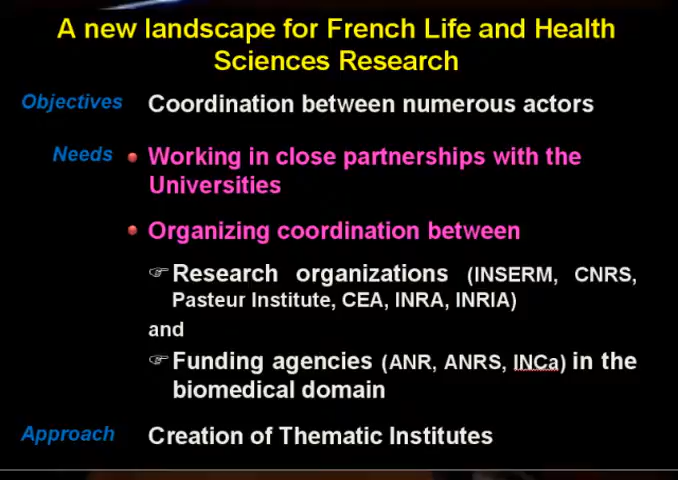 A new landscape for French Life and Health
Sciences Research
Objectives Coordination between numerous actors
Needs • Working in close partnerships with the
Universities
• Organizing coordination between
☞Research organizations (INSERM, CNRS,
Pasteur Institute, CEA, INRA, INRIA)
and
☞Funding agencies (ANR, ANRS, INCa) in the
biomedical domain
Approach Creation of Thematic Institutes